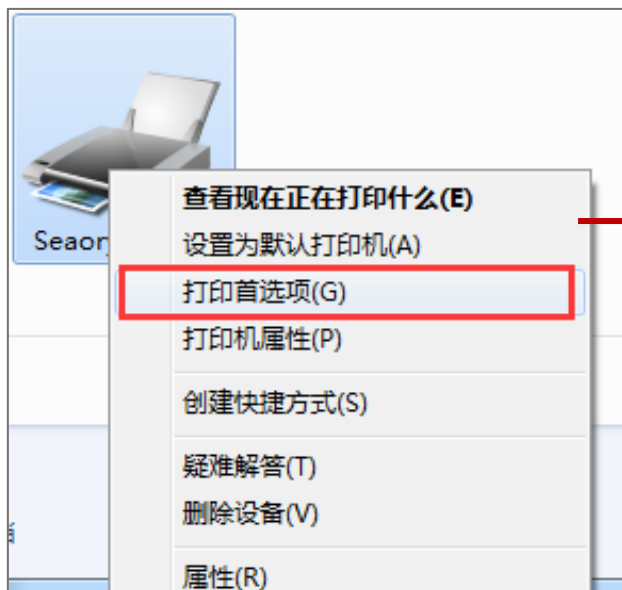 查看现在正在打印什么(E)
Seaory
设置为默认打印机(A)
打印首选项(G)
打印机属性(P)
创建快捷方式(S)
疑难解答(T)
删除设备(V)
属性(R)